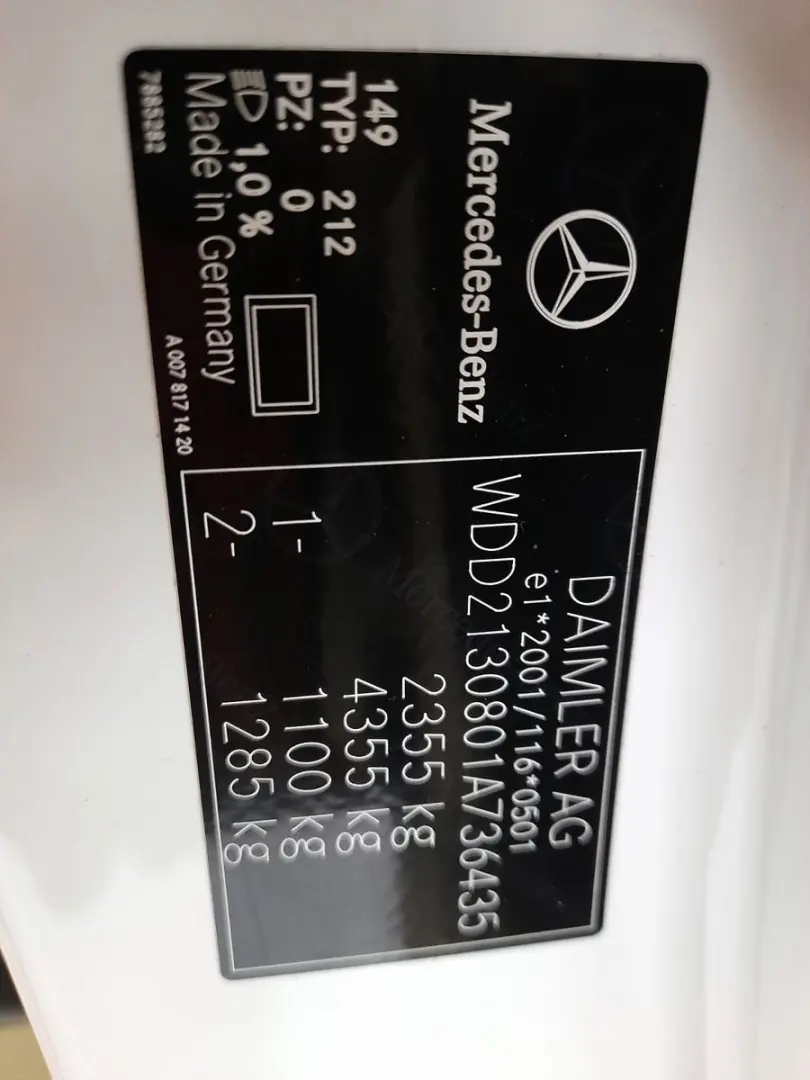 Mercedes-Benz
149
TYP: 212
PZ: 0
1,0 %
Made in Germany
7885282
A 007 817 14 20
DAIMLER AG
e1*2001/116*0501
WDD2130801A736435
2355 kg
4355 kg
1- 1100 kg
2- 1285 kg